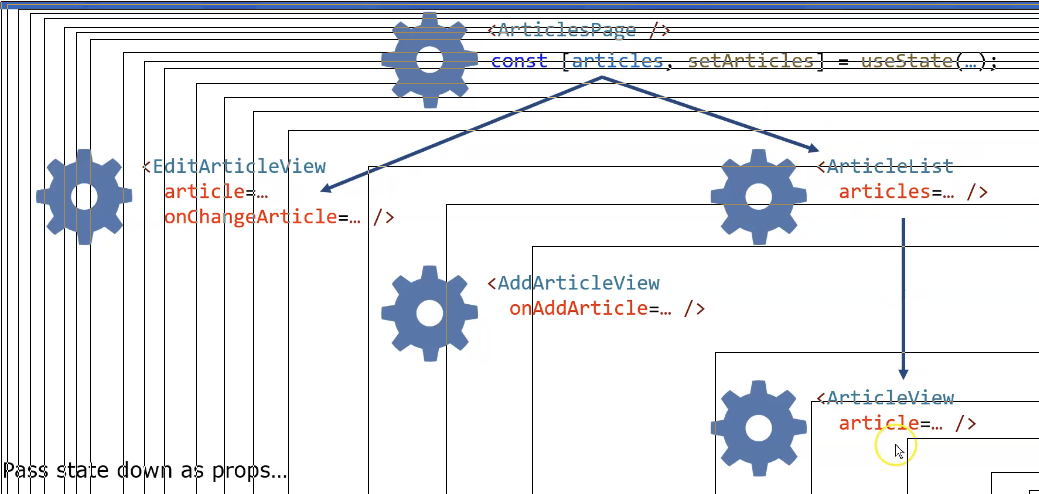 <ArticlesPage />
const [articles, setArticles] = useState(…);
<EditArticleView
article=…
onChangeArticle=… />
<ArticleList
articles=… />
<AddArticleView
onAddArticle=… />
<ArticleView
article=… />
Pass state down as props...